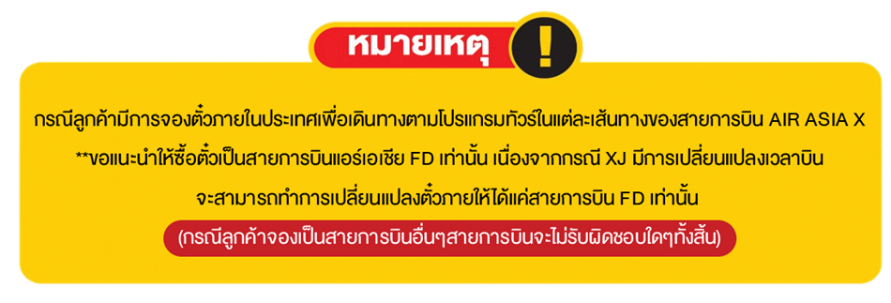 หมายเหตุ !
กรณีลูกค้ามีการจองตั๋วภายในประเทศเพื่อเดินทางตามโปรแกรมทัวร์ในแต่ละเส้นทางของสายการบิน AIR ASIA X
**ขอแนะนำให้ซื้อตั๋วเป็นสายการบินแอร์เอเชีย FD เท่านั้น เนื่องจากกรณี XJ มีการเปลี่ยนแปลงเวลาบิน
จะสามารถทำการเปลี่ยนแปลงตั๋วภายให้ได้แค่สายการบิน FD เท่านั้น
(กรณีลูกค้าจองเป็นสายการบินอื่นๆสายการบินจะไม่รับผิดชอบใดๆทั้งสิ้น)